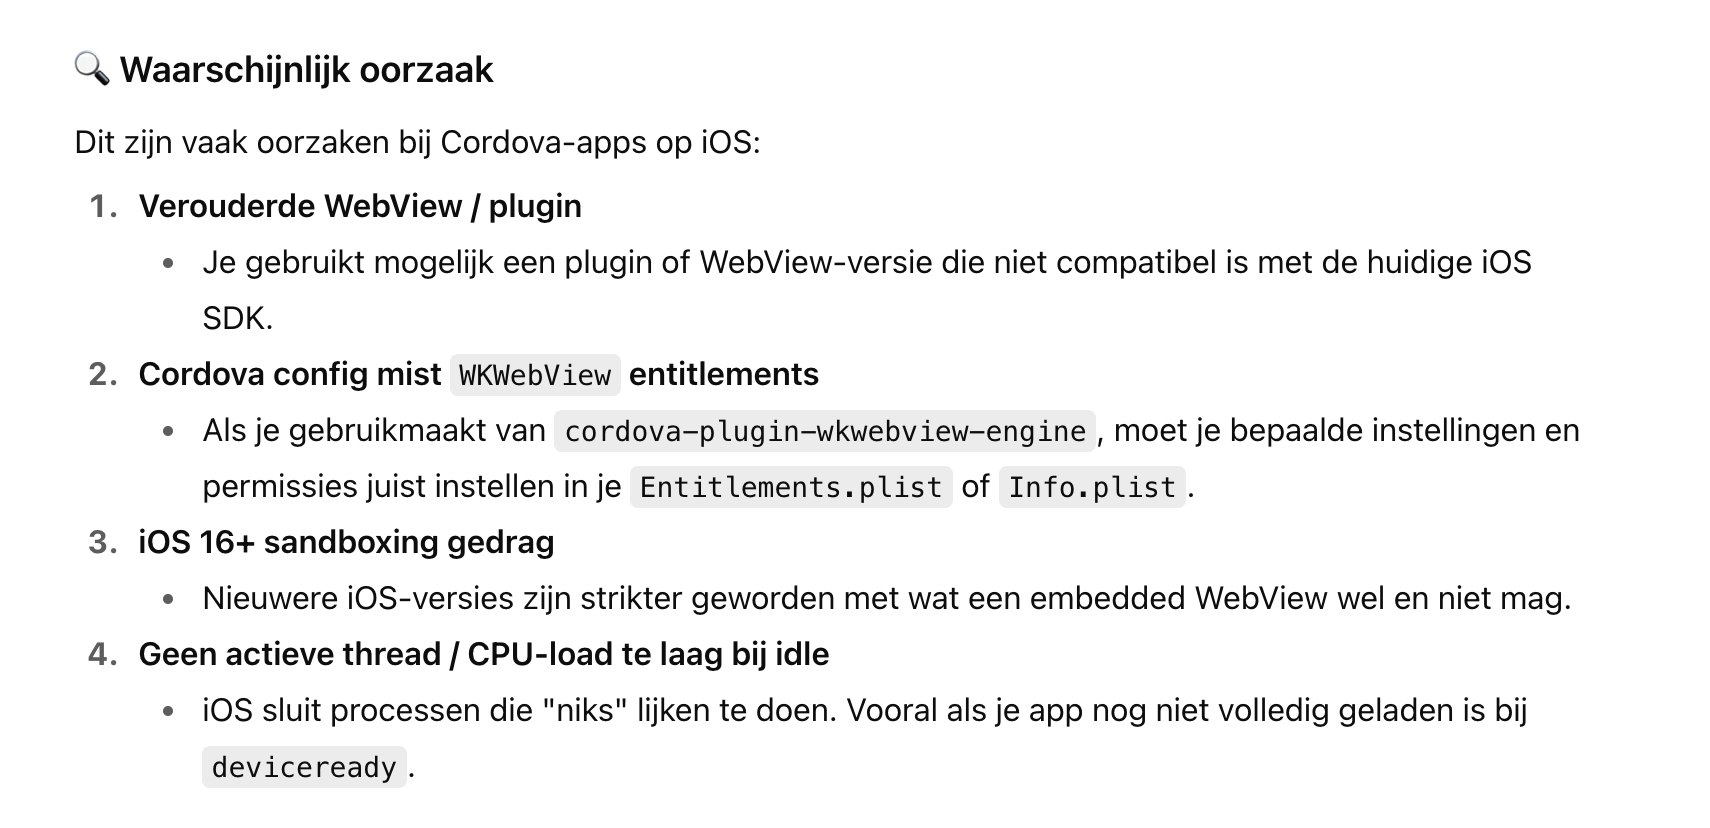 🔍 Waarschijnlijk oorzaak
Dit zijn vaak oorzaken bij Cordova-apps op iOS:
1. Verouderde WebView / plugin
• Je gebruikt mogelijk een plugin of WebView-versie die niet compatibel is met de huidige iOS
SDK.
2. Cordova config mist WKWebView entitlements
• Als je gebruikmaakt van cordova-plugin-wkwebview-engine, moet je bepaalde instellingen en
permissies juist instellen in je Entitlements.plist of Info.plist.
3. iOS 16+ sandboxing gedrag
• Nieuwere iOS-versies zijn strikter geworden met wat een embedded WebView wel en niet mag.
4. Geen actieve thread / CPU-load te laag bij idle
• iOS sluit processen die "niks" lijken te doen. Vooral als je app nog niet volledig geladen is bij
deviceready.